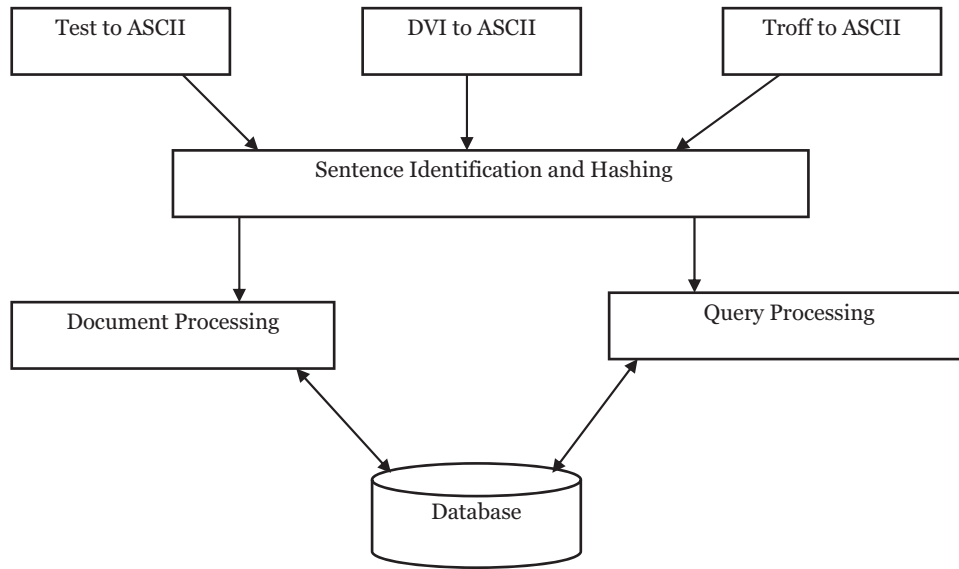 Test to ASCII
DVI to ASCII
Troff to ASCII
Sentence Identification and Hashing
Document Processing
Query Processing
Database